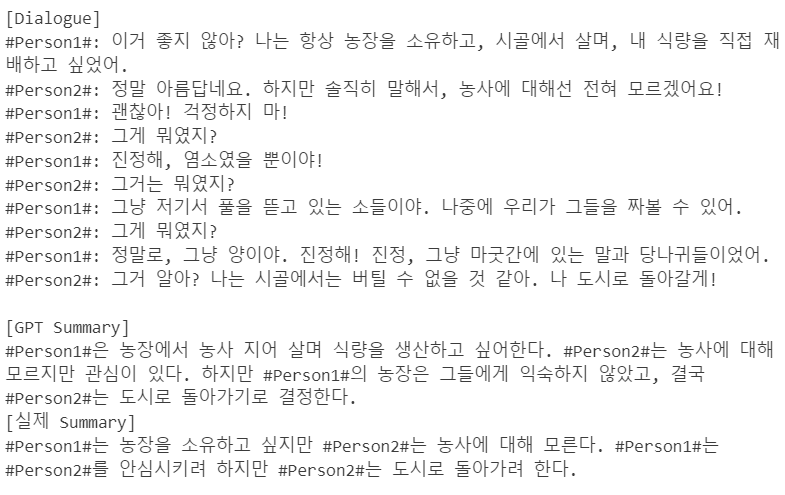 [Dialogue]
#Person1#: 이거 좋지 않아? 나는 항상 농장을 소유하고, 시골에서 살며, 내 식량을 직접 재
배하고 싶었어.
#Person2#: 정말 아름답네요. 하지만 솔직히 말해서, 농사에 대해선 전혀 모르겠어요!
#Person1#: 괜찮아! 걱정하지 마!
#Person2#: 그게 뭐였지?
#Person1#: 진정해, 염소였을 뿐이야!
#Person2#: 그거는 뭐였지?
#Person1#: 그냥 저기서 풀을 뜯고 있는 소들이야. 나중에 우리가 그들을 짜볼 수 있어.
#Person2#: 그게 뭐였지?
#Person1#: 정말로, 그냥 양이야. 진정해! 진정, 그냥 마굿간에 있는 말과 당나귀들이었어.
#Person2#: 그거 알아? 나는 시골에서는 버틸 수 없을 것 같아. 나 도시로 돌아갈게!
[GPT Summary]
#Person1#은 농장에서 농사 지어 살며 식량을 생산하고 싶어한다. #Person2#는 농사에 대해
모르지만 관심이 있다. 하지만 #Person1#의 농장은 그들에게 익숙하지 않았고, 결국
#Person2#는 도시로 돌아가기로 결정한다.
[실제 Summary]
#Person1#는 농장을 소유하고 싶지만 #Person2#는 농사에 대해 모른다. #Person1#는
#Person2#를 안심시키려 하지만 #Person2#는 도시로 돌아가려 한다.